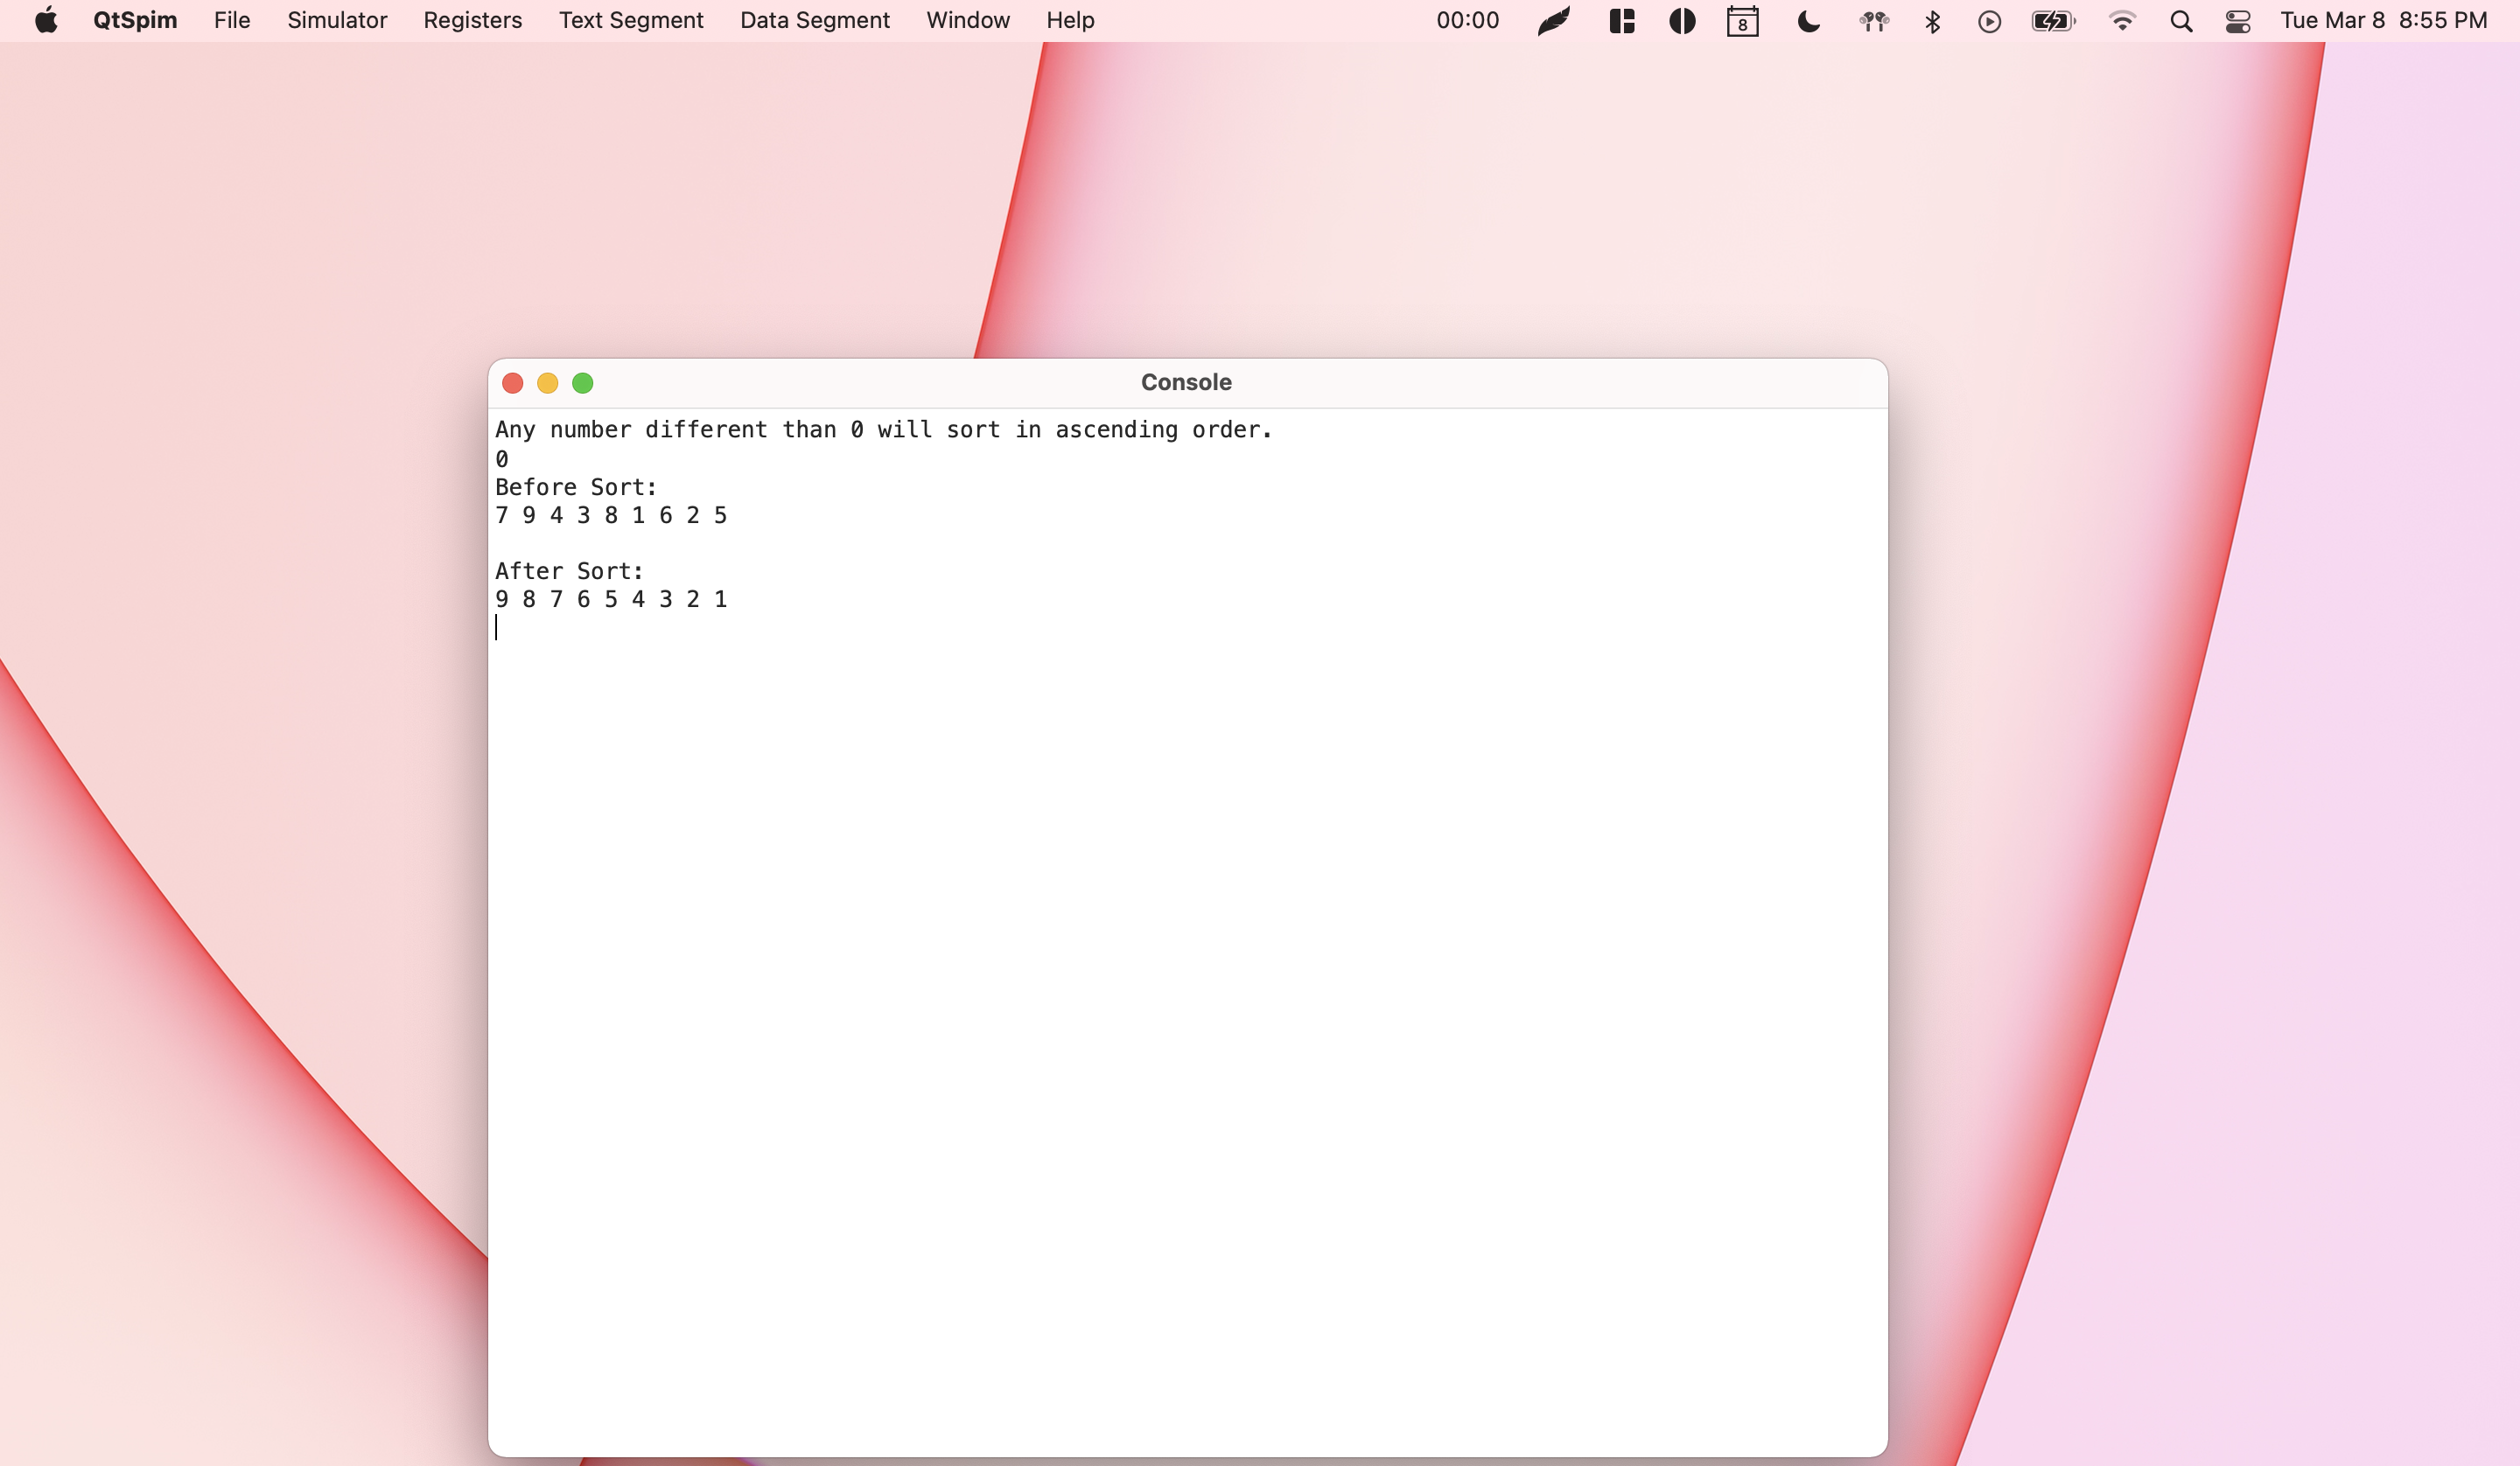 QtSpim File Simulator Registers Text Segment Data Segment Window Help 00:00 8 Tue Mar 8 8:55 PM
Console
Any number different than 0 will sort in ascending order.
0
Before Sort:
7 9 4 3 8 1 6 2 5
After Sort:
9 8 7 6 5 4 3 2 1